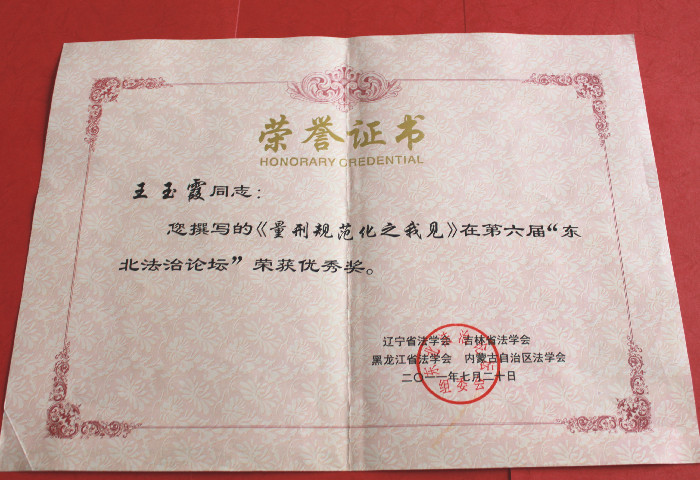 荣誉证书
HONORARY CREDENTIAL
王玉霞同志：
您撰写的《量刑规范化之我见》在第六届“东
北法治论坛”荣获优秀奖。
辽宁省法学会 吉林省法学会
黑龙江省法学会 内蒙古自治区法学会
二〇一一年七月二十日